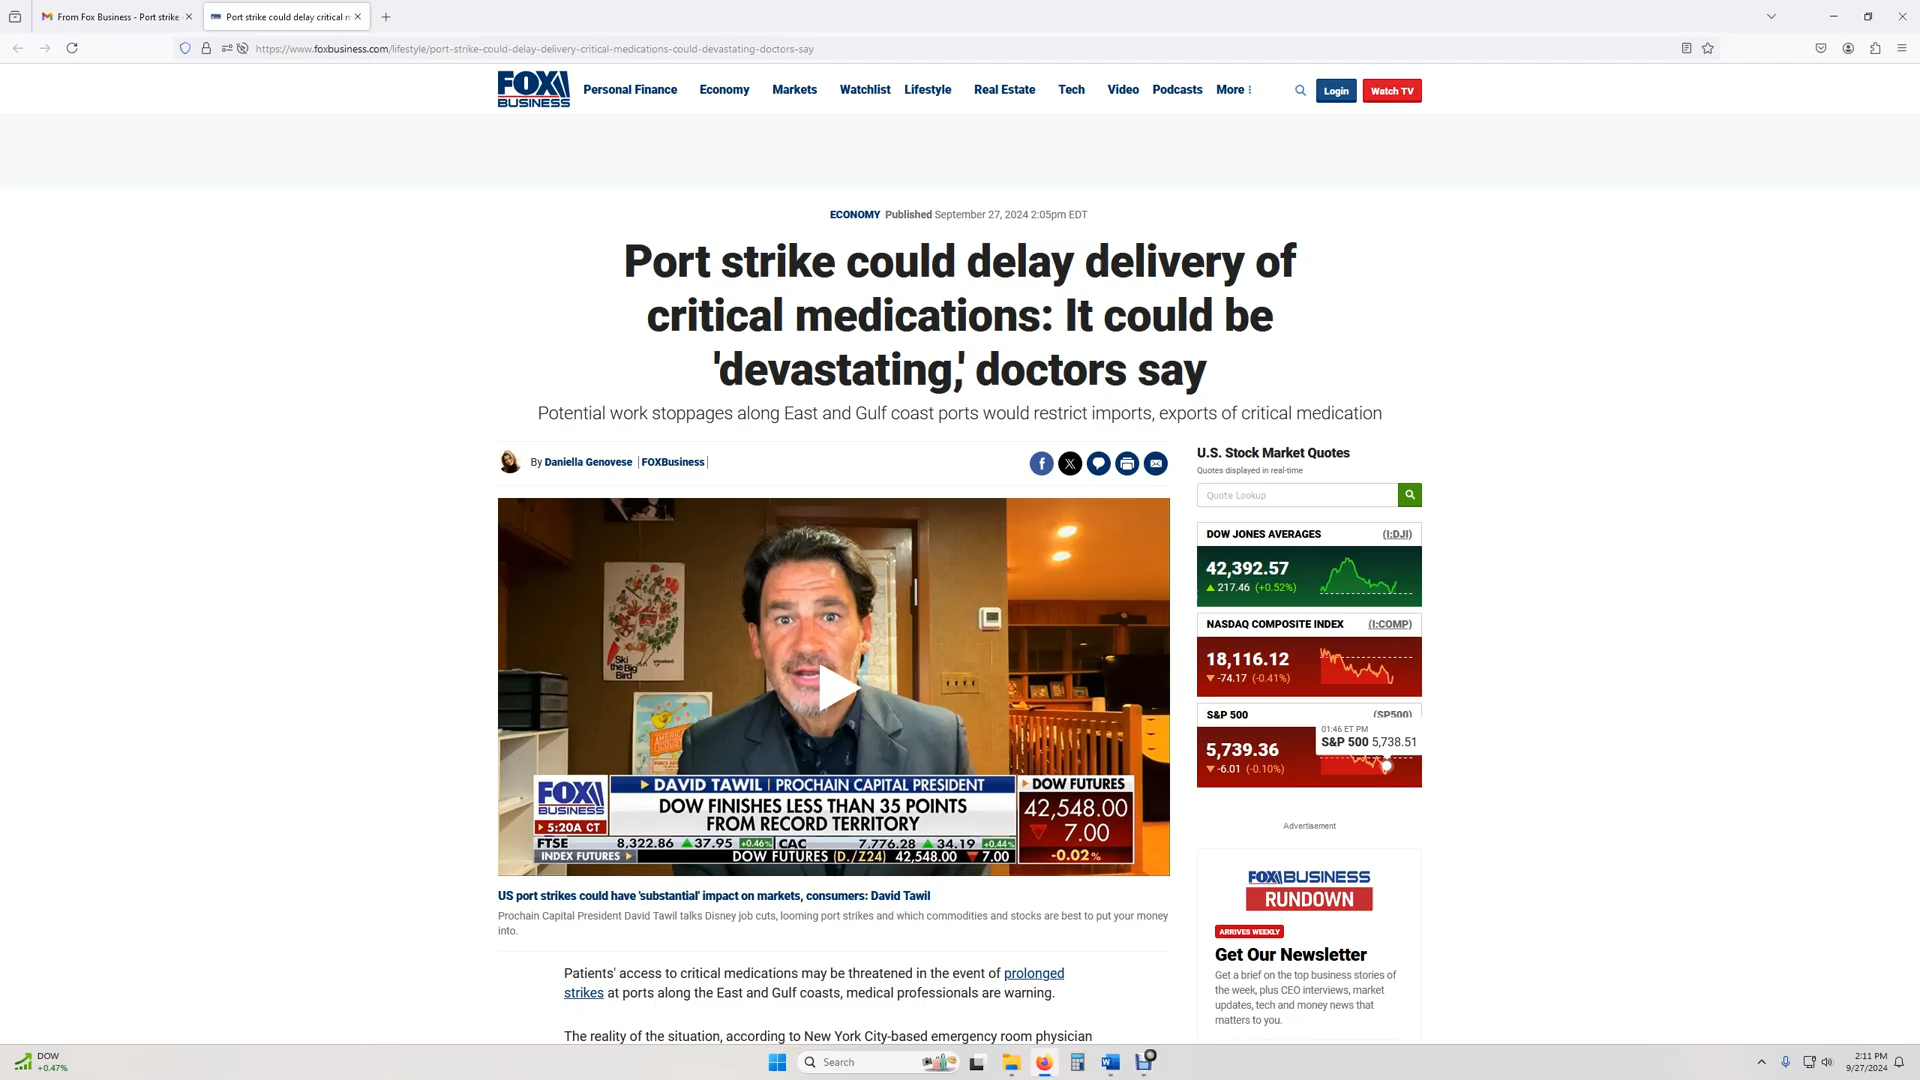 From Fox Business - Port strike
Port strike could delay critical n
https://www.foxbusiness.com/lifestyle/port-strike-could-delay-delivery-critical-medications-could-devastating-doctors-say
FOX BUSINESS
Personal Finance Economy Markets Watchlist Lifestyle Real Estate Tech Video Podcasts More Login Watch TV
ECONOMY Published September 27, 2024 2:05pm EDT
Port strike could delay delivery of
critical medications: It could be
'devastating,' doctors say
Potential work stoppages along East and Gulf coast ports would restrict imports, exports of critical medication
By Daniella Genovese | FOXBusiness |
Ski
the Big
Bird
DAVID TAWIL | PROCHAIN CAPITAL PRESIDENT
DOW FINISHES LESS THAN 35 POINTS
FROM RECORD TERRITORY
FOX
BUSINESS
5:20A CT
DOW FUTURES
42,548.00
7.00
-0.02%
FTSE 8,322.86 37.95 +0.46% CAC 7,776.28 34.19 +0.44%
INDEX FUTURES DOW FUTURES (D./Z24) 42,548.00 7.00
US port strikes could have 'substantial' impact on markets, consumers: David Tawil
Prochain Capital President David Tawil talks Disney job cuts, looming port strikes and which commodities and stocks are best to put your money
into.
Patients' access to critical medications may be threatened in the event of prolonged
strikes at ports along the East and Gulf coasts, medical professionals are warning.
The reality of the situation, according to New York City-based emergency room physician
U.S. Stock Market Quotes
Quotes displayed in real-time
Quote Lookup
DOW JONES AVERAGES (I:DJI)
42,392.57
217.46 (+0.52%)
NASDAQ COMPOSITE INDEX (I:COMP)
18,116.12
-74.17 (-0.41%)
S&P 500 (SP500)
01:46 ET PM
S&P 500 5,738.51
5,739.36
-6.01 (-0.10%)
Advertisement
FOX BUSINESS
RUNDOWN
ARRIVES WEEKLY
Get Our Newsletter
Get a brief on the top business stories of
the week, plus CEO interviews, market
updates, tech and money news that
matters to you.
DOW
+0.47%
Search
2:11 PM
9/27/2024